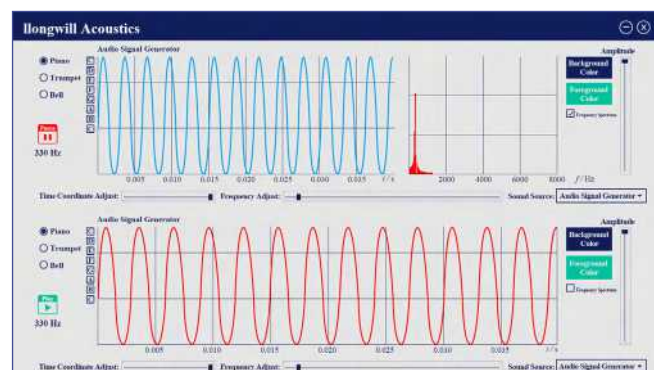 llongwill Acoustics
Audio Signal Generator
Amplitude
Piano
Trumpet
Bell
Background
Color
Foreground
Color
Frequency Spectrum
Pause
330 Hz
0.005 0.010 0.015 0.020 0.025 0.030 0.035 t/s
2000 4000 6000 8000 f/Hz
Time Coordinate Adjust: Frequency Adjust: Sound Source: Audio Signal Generator
Audio Signal Generator
Amplitude
Piano
Trumpet
Bell
Background
Color
Foreground
Color
Frequency Spectrum
Play
330 Hz
0.005 0.010 0.015 0.020 0.025 0.030 t/s
Time Coordinate Adjust: Frequency Adjust: Sound Source: Audio Signal Generator